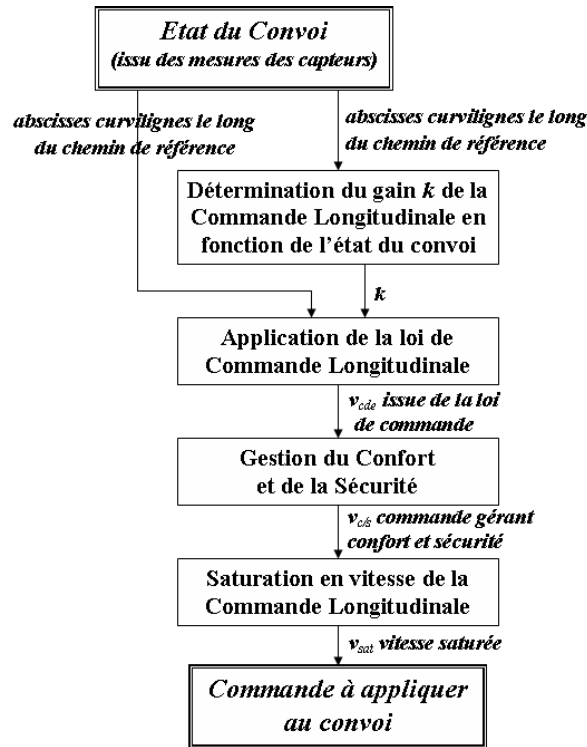 Etat du Convoi
(issu des mesures des capteurs)
abscisses curvilignes le long
du chemin de référence
abscisses curvilignes le long
du chemin de référence
Détermination du gain k de la
Commande Longitudinale en
fonction de l'état du convoi
k
Application de la loi de
Commande Longitudinale
v_cde issue de la loi
de commande
Gestion du Confort
et de la Sécurité
v_c/s commande gérant
confort et sécurité
Saturation en vitesse de la
Commande Longitudinale
v_sat vitesse saturée
Commande à appliquer
au convoi